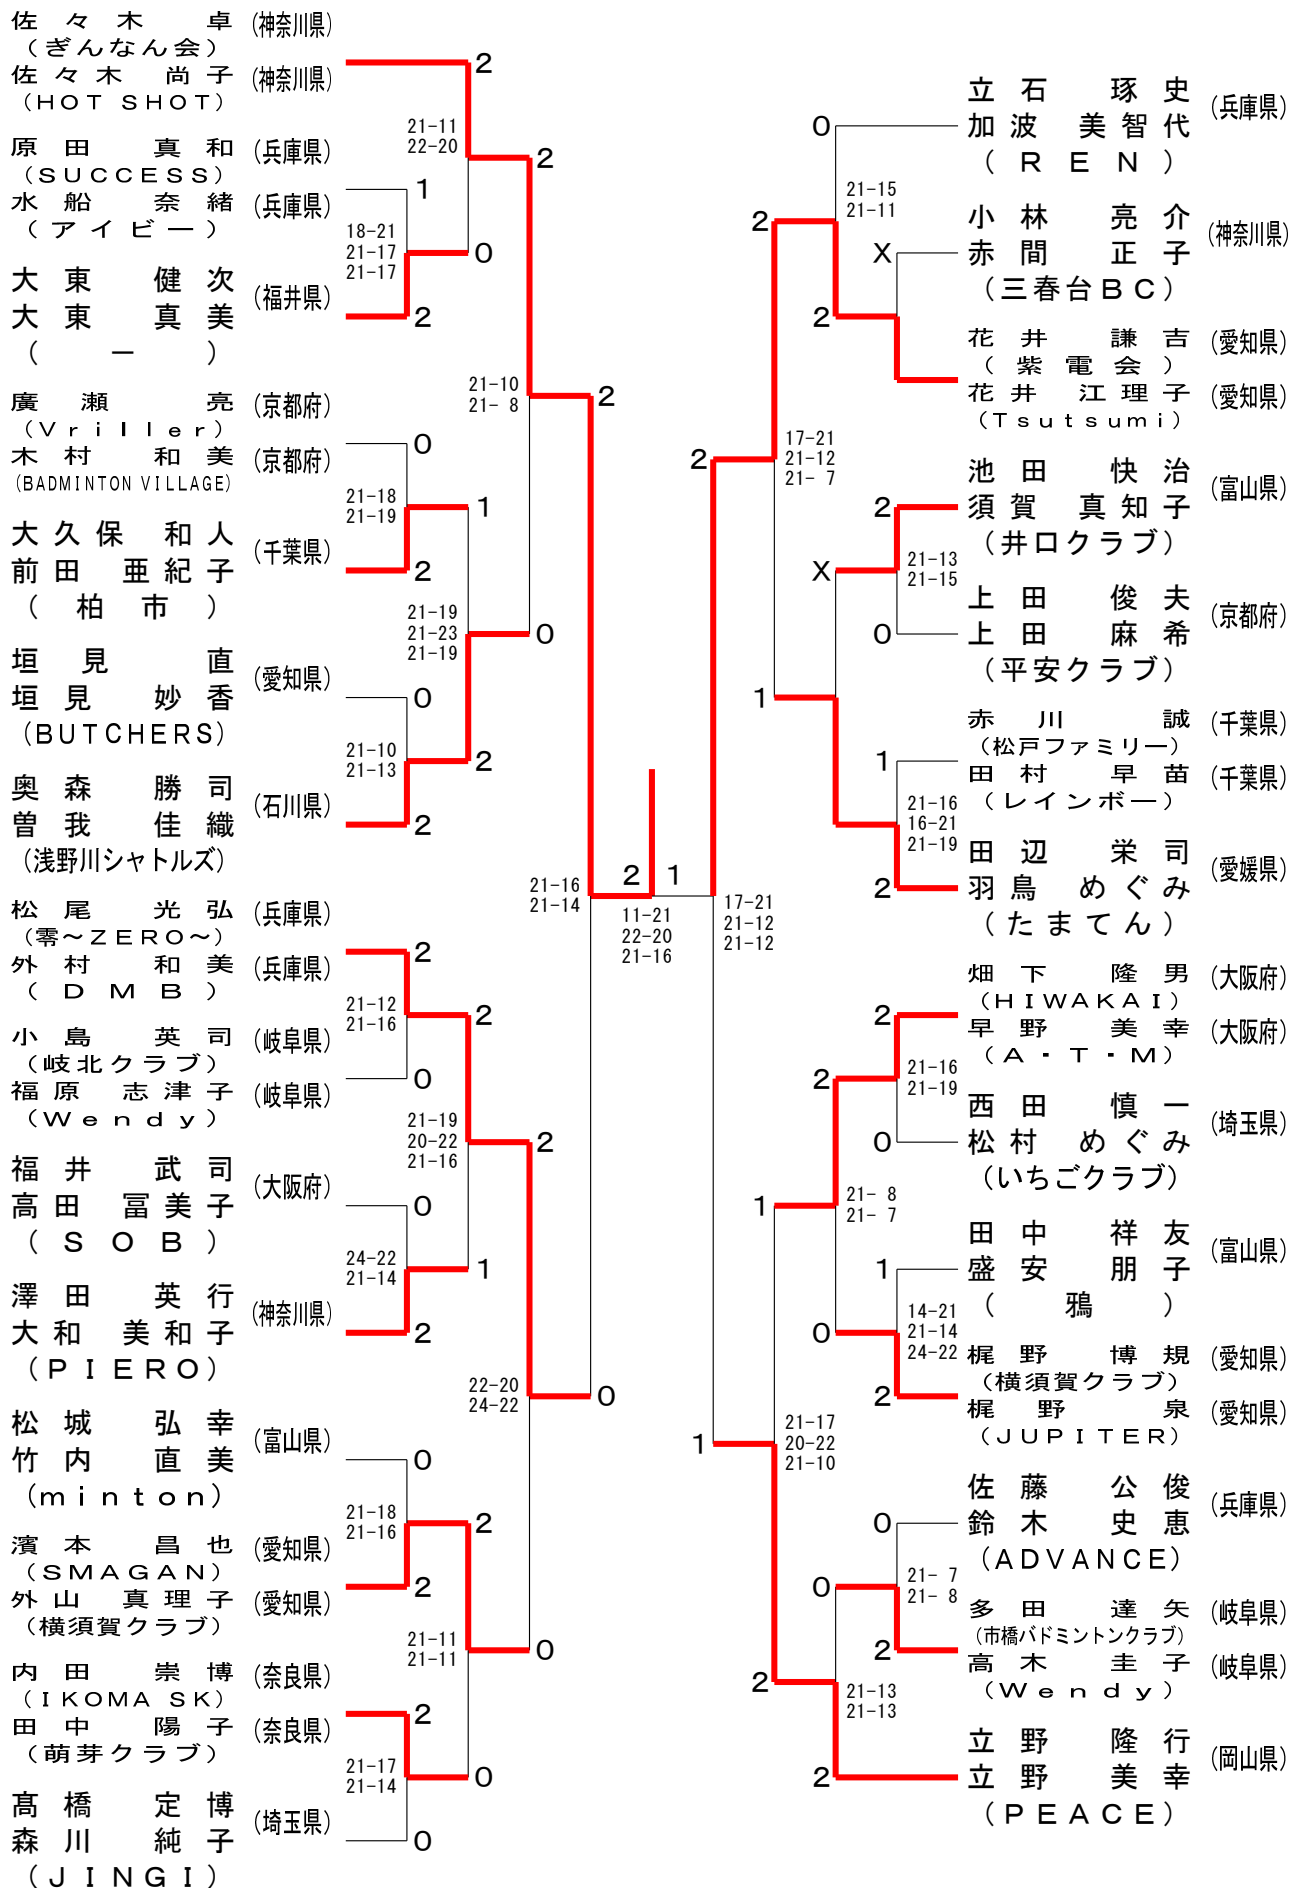 佐々木 卓 (神奈川県)
(ぎんなん会)
佐々木 尚子 (神奈川県)
(HOT SHOT)
2
21-11
22-20
2
原田 真和 (兵庫県)
(SUCCESS)
水船 奈緒 (兵庫県)
(アイビー)
1
18-21
21-17
21-17
0
大東 健次
大東 真美
(福井県)
(ー)
2
21-10
21- 8
2
廣瀬 亮 (京都府)
(Vriller)
木村 和美 (京都府)
(BADMINTON VILLAGE)
0
21-18
21-19
1
大久保 和人
前田 亜紀子
(千葉県)
(柏市)
2
21-19
21-23
21-19
0
垣見 直
垣見 妙香
(愛知県)
(BUTCHERS)
0
21-10
21-13
2
奥森 勝司
曽我 佳織
(石川県)
(浅野川シャトルズ)
2
21-16
21-14
2 1
11-21
22-20
21-16
松尾 光弘 (兵庫県)
(零～ZERO～)
外村 和美 (兵庫県)
(DMB)
2
21-12
21-16
2
小島 英司 (岐阜県)
(岐北クラブ)
福原 志津子 (岐阜県)
(Wendy)
0
21-19
20-22
21-16
2
福井 武司
高田 冨美子
(大阪府)
(SOB)
0
24-22
21-14
1
澤田 英行
大和 美和子
(神奈川県)
(PIERO)
2
22-20
24-22
0
松城 弘幸
竹内 直美
(富山県)
(minton)
0
21-18
21-16
2
濱本 昌也 (愛知県)
(SMAGAN)
外山 真理子 (愛知県)
(横須賀クラブ)
2
21-11
21-11
0
内田 崇博 (奈良県)
(IKOMA SK)
田中 陽子 (奈良県)
(萌芽クラブ)
2
21-17
21-14
0
髙橋 定博
森川 純子
(埼玉県)
(JINGI)
0
立石 琢史
加波 美智代
(兵庫県)
(REN)
0
21-15
21-11
2
小林 亮介
赤間 正子
(神奈川県)
(三春台BC)
X
2
花井 謙吉 (愛知県)
(紫電会)
花井 江理子 (愛知県)
(Tsutsumi)
17-21
21-12
21- 7
2
池田 快治
須賀 真知子
(富山県)
(井口クラブ)
2
21-13
21-15
X
上田 俊夫
上田 麻希
(京都府)
(平安クラブ)
0
1
赤川 誠 (千葉県)
(松戸ファミリー)
田村 早苗 (千葉県)
(レインボー)
1
21-16
16-21
21-19
田辺 栄司
羽鳥 めぐみ
(愛媛県)
(たまてん)
2
17-21
21-12
21-12
畑下 隆男 (大阪府)
(HIWAKAI)
早野 美幸 (大阪府)
(A・T・M)
2
21-16
21-19
2
西田 慎一
松村 めぐみ
(埼玉県)
(いちごクラブ)
0
21- 8
21- 7
1
田中 祥友
盛安 朋子
(富山県)
(鴉)
1
14-21
21-14
24-22
0
梶野 博規 (愛知県)
(横須賀クラブ)
梶野 泉 (愛知県)
(JUPITER)
2
21-17
20-22
21-10
1
佐藤 公俊
鈴木 史恵
(兵庫県)
(ADVANCE)
0
21- 7
21- 8
0
多田 達矢 (岐阜県)
(市橋バドミントンクラブ)
高木 圭子 (岐阜県)
(Wendy)
2
21-13
21-13
2
立野 隆行
立野 美幸
(岡山県)
(PEACE)
2